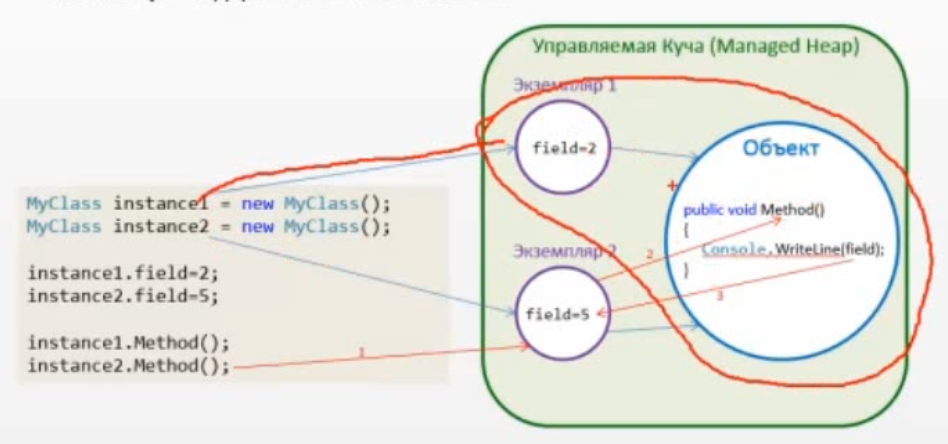 Управляемая Куча (Managed Heap)
Экземпляр 1
field=2
Объект
MyClass instance1 = new MyClass();
MyClass instance2 = new MyClass();
instance1.field=2;
instance2.field=5;
instance1.Method();
instance2.Method();
1
+
public void Method()
{
Console.WriteLine(field);
}
Экземпляр 2
field=5
2
3